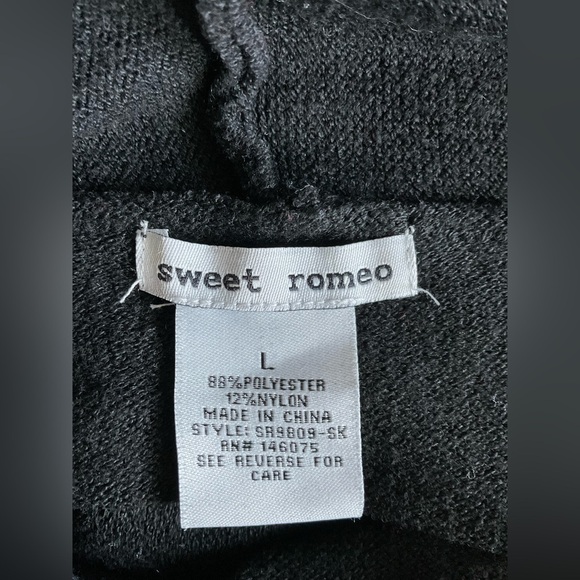 sweet romeo
L
88%POLYESTER
12%NYLON
MADE IN CHINA
STYLE: SR9809-SK
RN# 146075
SEE REVERSE FOR
CARE